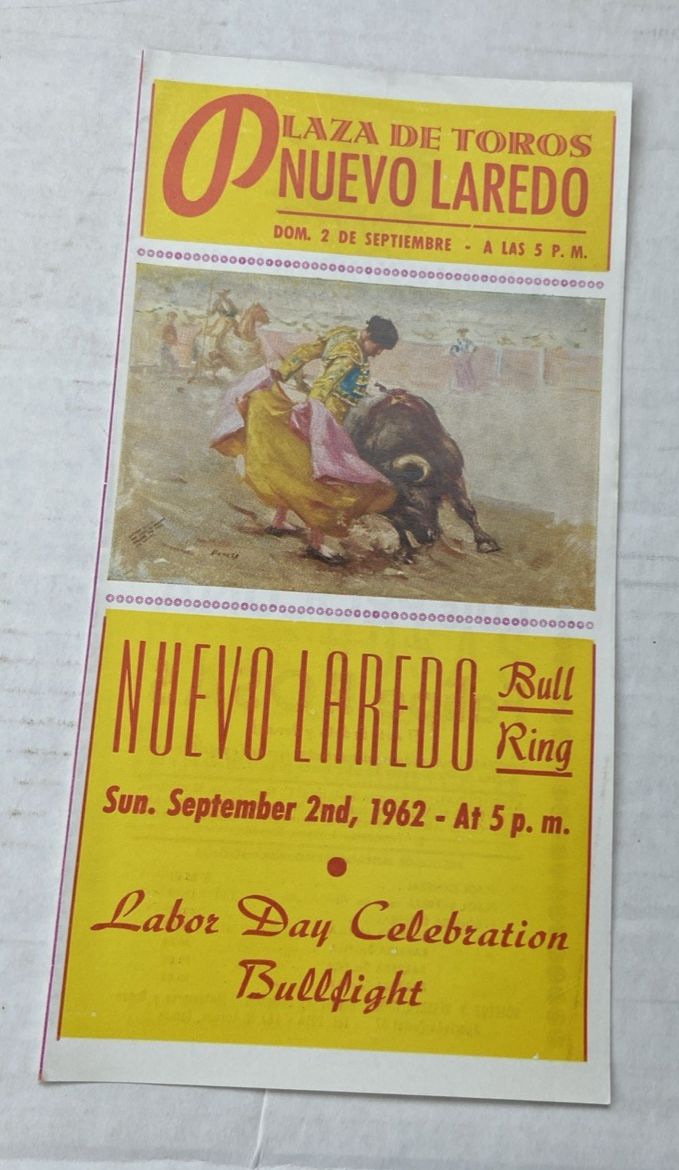 PLAZA DE TOROS
NUEVO LAREDO
DOM. 2 DE SEPTIEMBRE - A LAS 5 P. M.
NUEVO LAREDO Bull Ring
Sun. September 2nd, 1962 - At 5 p. m.
Labor Day Celebration
Bullfight